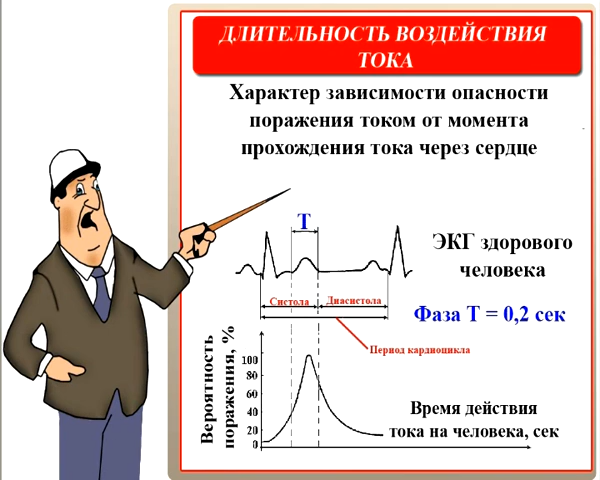 ДЛИТЕЛЬНОСТЬ ВОЗДЕЙСТВИЯ
ТОКА
Характер зависимости опасности
поражения током от момента
прохождения тока через сердце
T
ЭКГ здорового
человека
Систола
Диасистола
Фаза Т = 0,2 сек
Период кардиоцикла
Вероятность
поражения, %
100
80
60
40
20
0
Время действия
тока на человека, сек